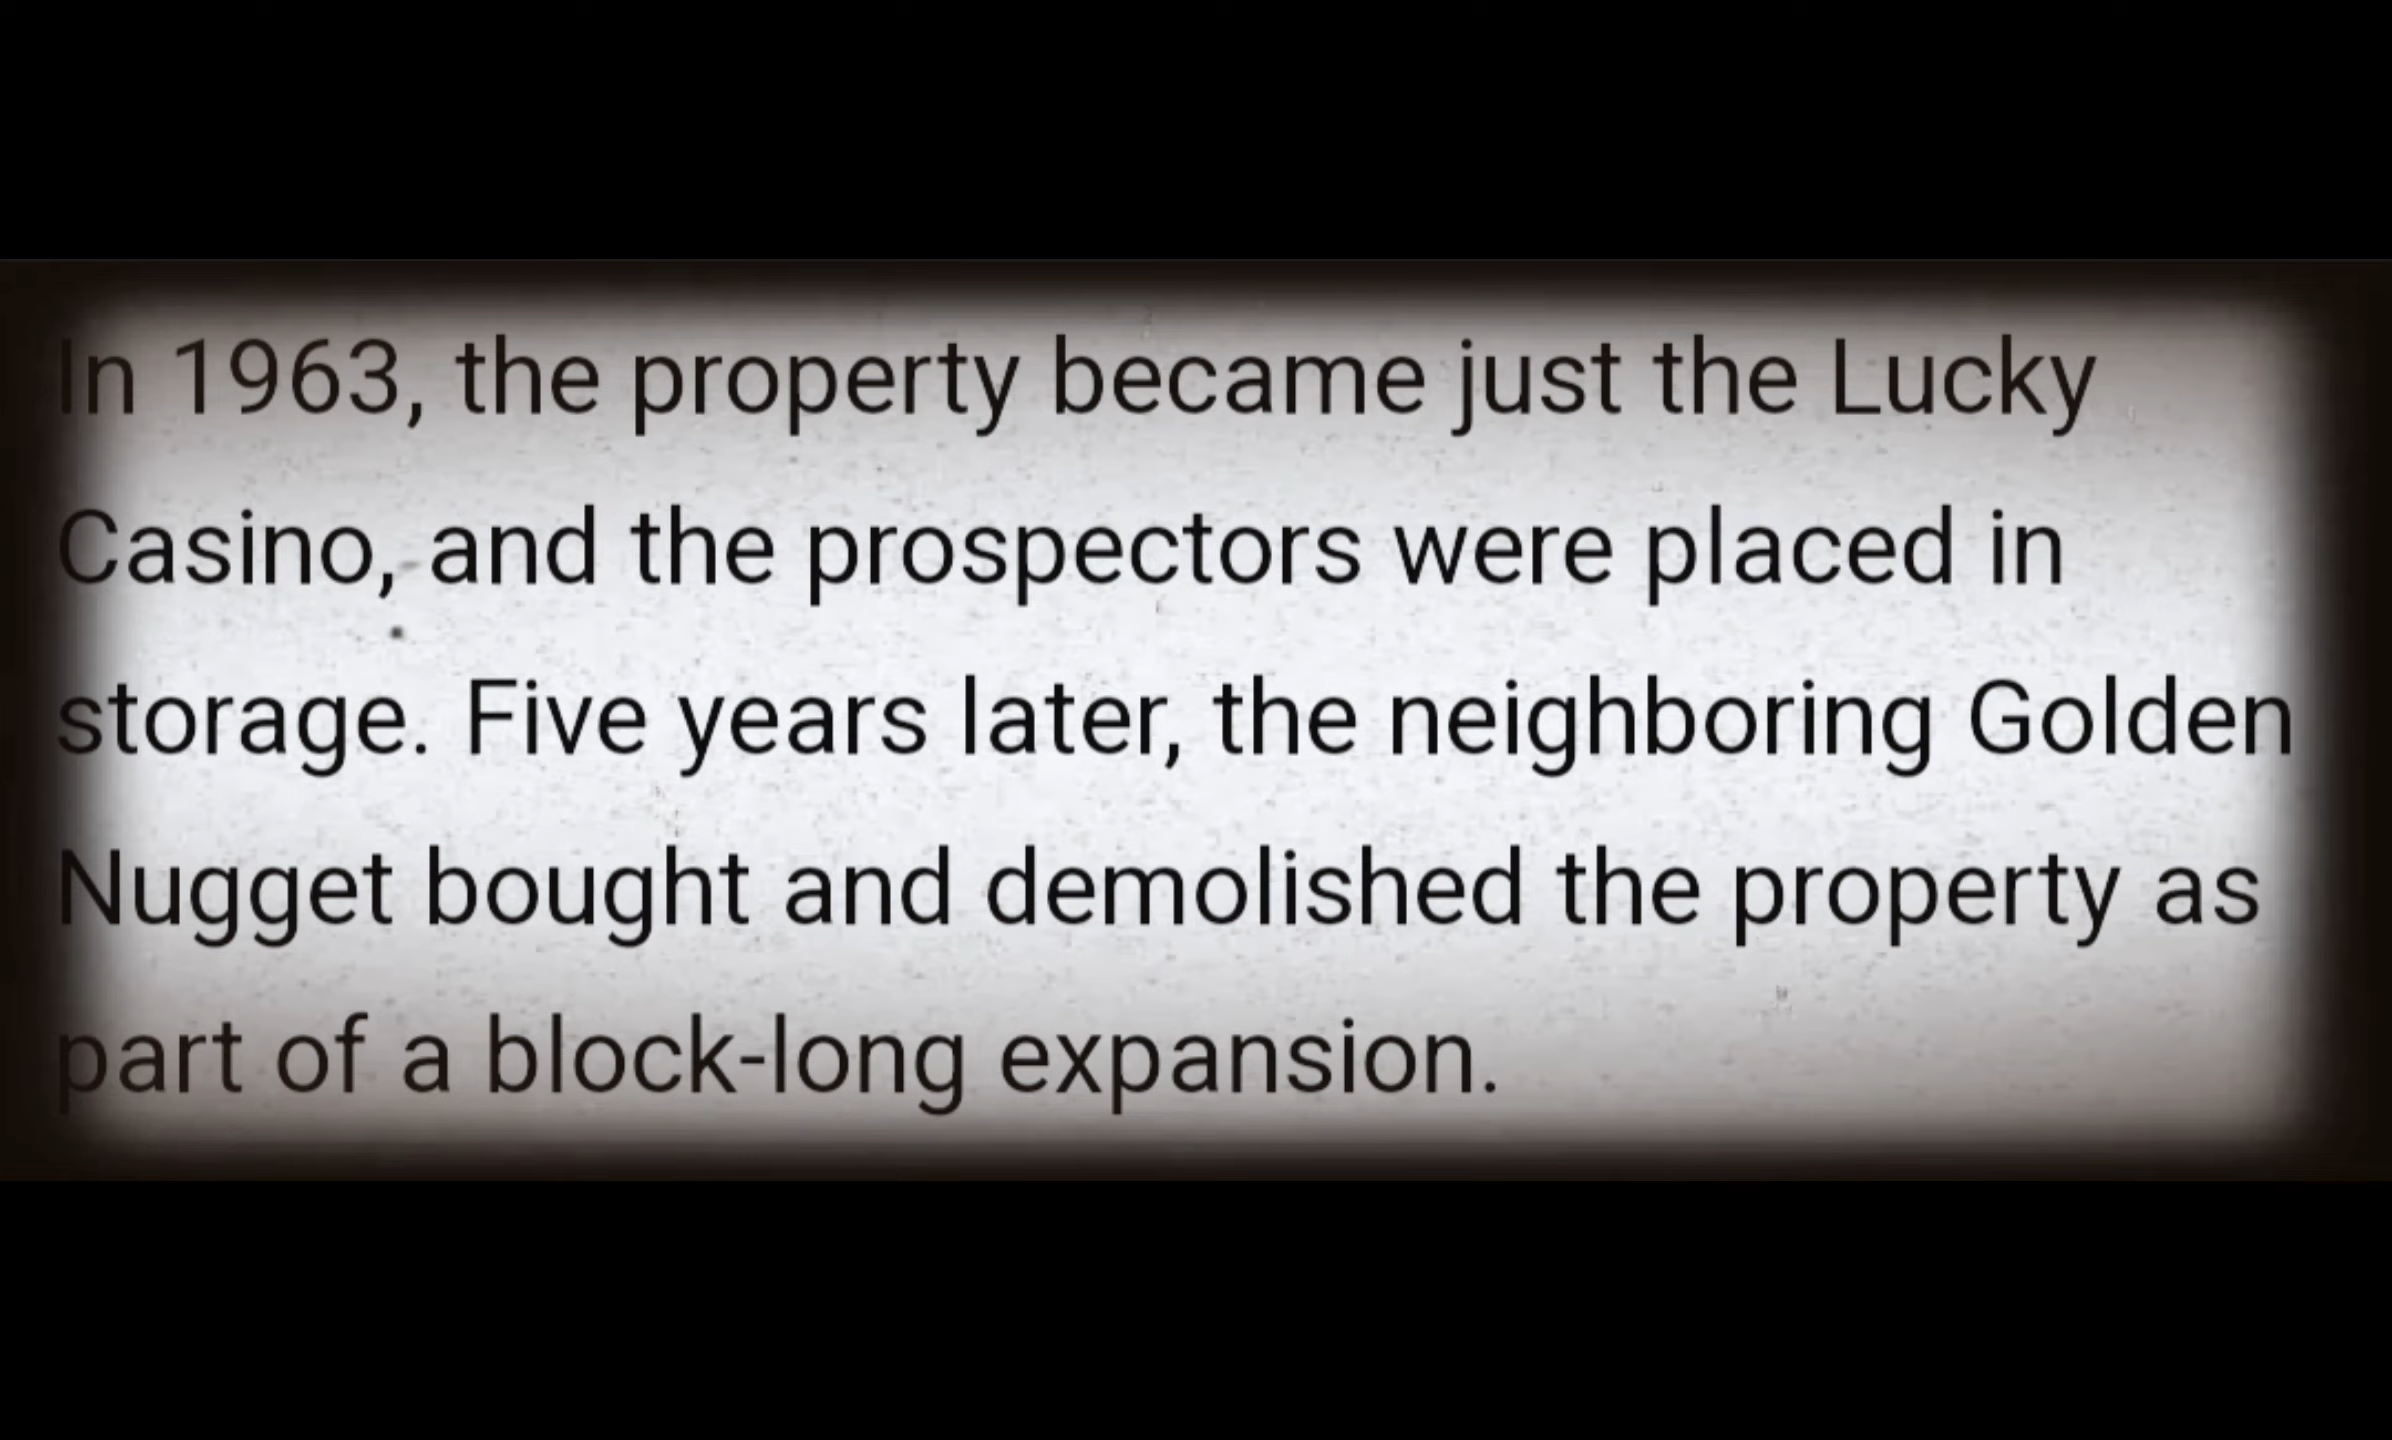 In 1963, the property became just the Lucky
Casino, and the prospectors were placed in
storage. Five years later, the neighboring Golden
Nugget bought and demolished the property as
part of a block-long expansion.